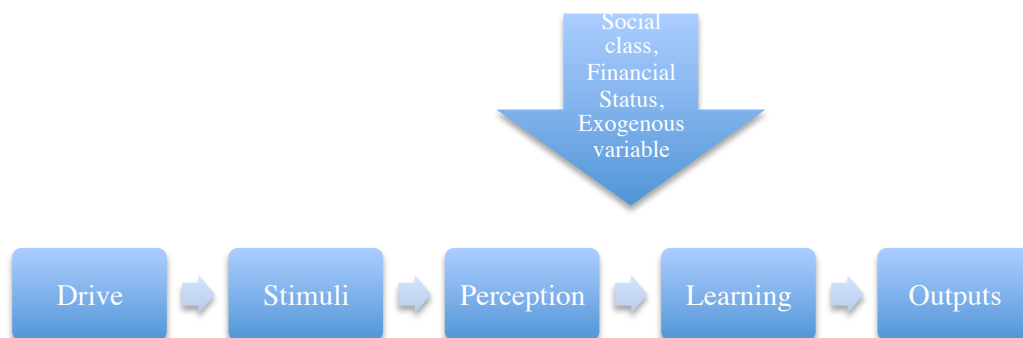 Social
class,
Financial
Status,
Exogenous
variable
Drive
Stimuli
Perception
Learning
Outputs